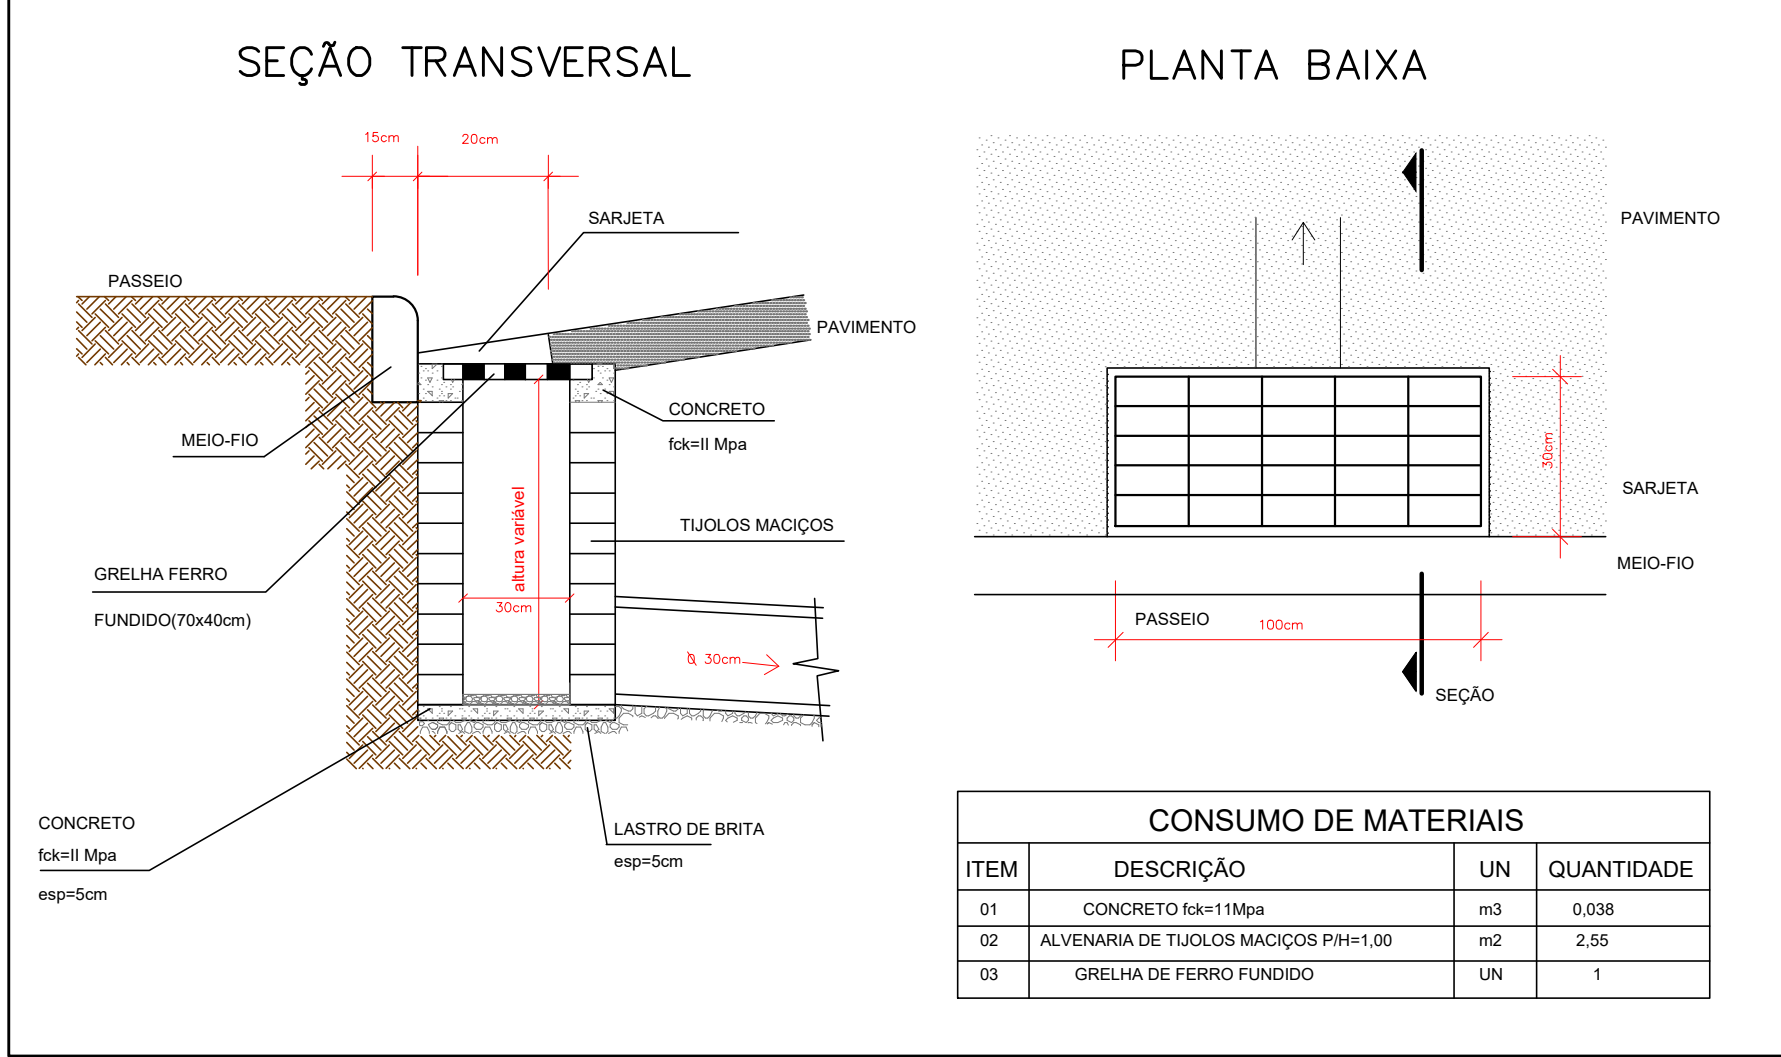 SEÇÃO TRANSVERSAL
PLANTA BAIXA
15cm
20cm
SARJETA
PASSEIO
PAVIMENTO
CONCRETO
fck=II Mpa
MEIO-FIO
altura variável
TIJOLOS MACIÇOS
GRELHA FERRO
FUNDIDO(70x40cm)
30cm
Ø 30cm
CONCRETO
fck=II Mpa
esp=5cm
LASTRO DE BRITA
esp=5cm
PAVIMENTO
30cm
SARJETA
MEIO-FIO
PASSEIO
100cm
SEÇÃO
CONSUMO DE MATERIAIS
ITEM DESCRIÇÃO UN QUANTIDADE
01 CONCRETO fck=11Mpa m3 0,038
02 ALVENARIA DE TIJOLOS MACIÇOS P/H=1,00 m2 2,55
03 GRELHA DE FERRO FUNDIDO UN 1